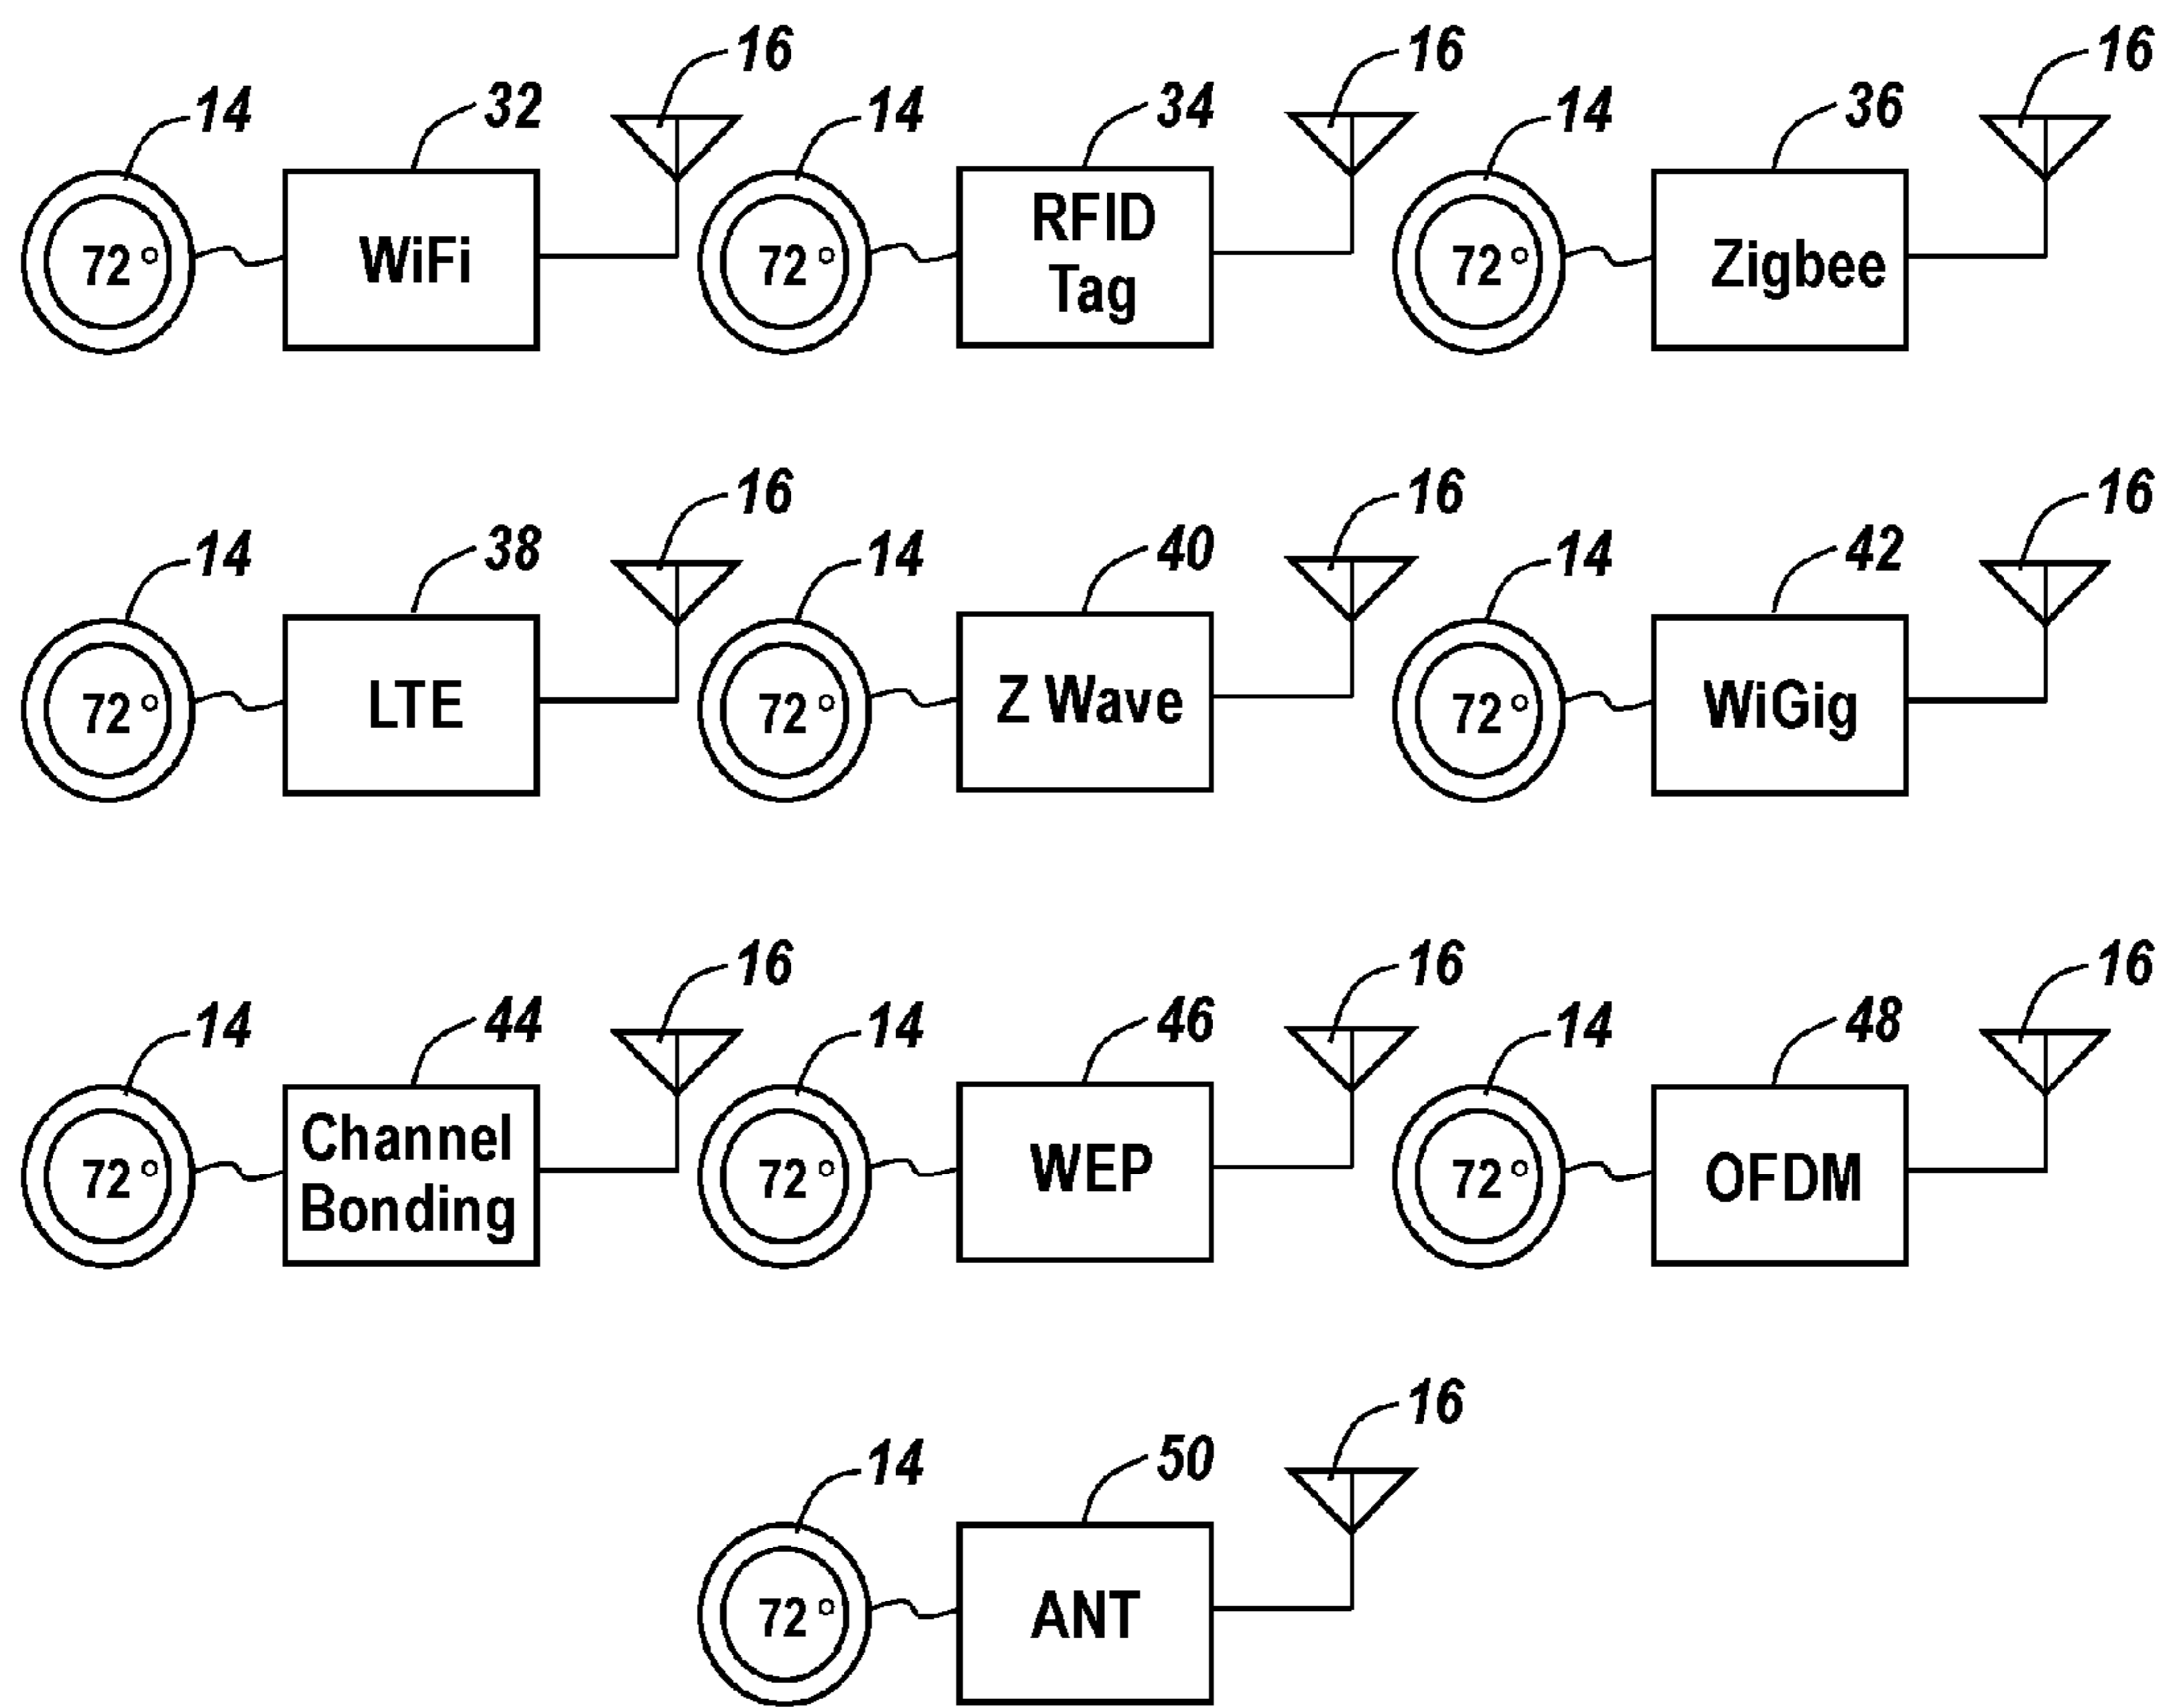 16 16 16
14 32 14 34 14 36
72° WiFi 72° RFID Tag 72° Zigbee
16 16 16
14 38 14 40 14 42
72° LTE 72° Z Wave 72° WiGig
16 16 16
14 44 14 46 14 48
72° Channel Bonding 72° WEP 72° OFDM
16
14 50
72° ANT